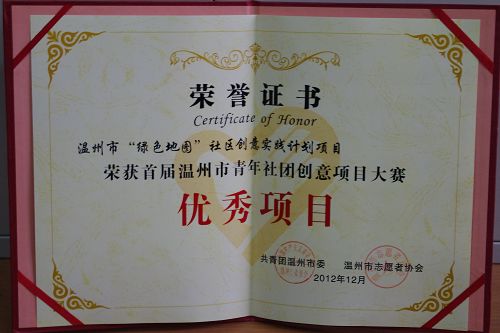 荣誉证书
Certificate of Honor
温州市“绿色地图”社区创意实践计划项目
荣获首届温州市青年社团创意项目大赛
优秀项目
共青团温州市委 温州市志愿者协会
2012年12月